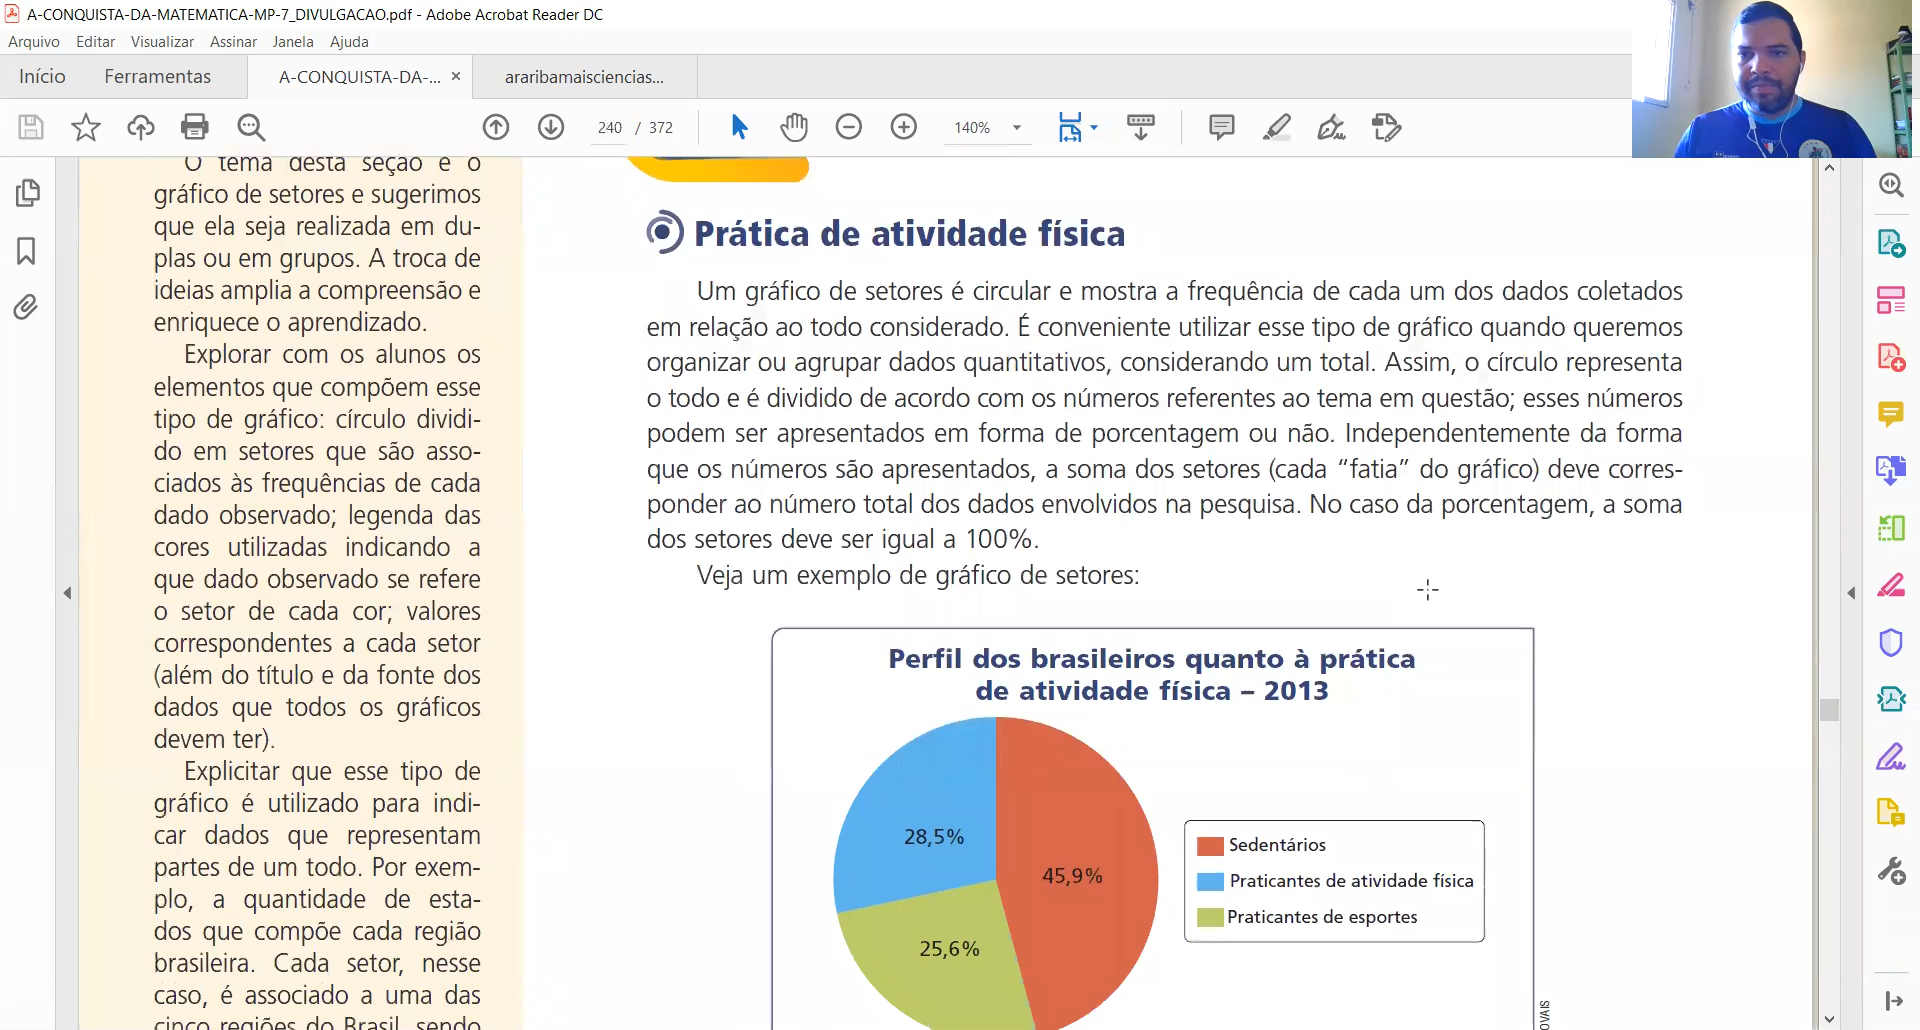 A-CONQUISTA-DA-MATEMATICA-MP-7_DIVULGACAO.pdf - Adobe Acrobat Reader DC
Arquivo Editar Visualizar Assinar Janela Ajuda
Início Ferramentas A-CONQUISTA-DA-... × araribamaisciencias...
240 / 372 140%
O tema desta seção é o
gráfico de setores e sugerimos
que ela seja realizada em du-
plas ou em grupos. A troca de
ideias amplia a compreensão e
enriquece o aprendizado.
Explorar com os alunos os
elementos que compõem esse
tipo de gráfico: círculo dividi-
do em setores que são asso-
ciados às frequências de cada
dado observado; legenda das
cores utilizadas indicando a
que dado observado se refere
o setor de cada cor; valores
correspondentes a cada setor
(além do título e da fonte dos
dados que todos os gráficos
devem ter).
Explicitar que esse tipo de
gráfico é utilizado para indi-
car dados que representam
partes de um todo. Por exem-
plo, a quantidade de esta-
dos que compõe cada região
brasileira. Cada setor, nesse
caso, é associado a uma das
cinco regiões do Brasil, sendo
Prática de atividade física
Um gráfico de setores é circular e mostra a frequência de cada um dos dados coletados
em relação ao todo considerado. É conveniente utilizar esse tipo de gráfico quando queremos
organizar ou agrupar dados quantitativos, considerando um total. Assim, o círculo representa
o todo e é dividido de acordo com os números referentes ao tema em questão; esses números
podem ser apresentados em forma de porcentagem ou não. Independentemente da forma
que os números são apresentados, a soma dos setores (cada “fatia” do gráfico) deve corres-
ponder ao número total dos dados envolvidos na pesquisa. No caso da porcentagem, a soma
dos setores deve ser igual a 100%.
Veja um exemplo de gráfico de setores:
Perfil dos brasileiros quanto à prática
de atividade física – 2013
28,5%
45,9%
25,6%
Sedentários
Praticantes de atividade física
Praticantes de esportes